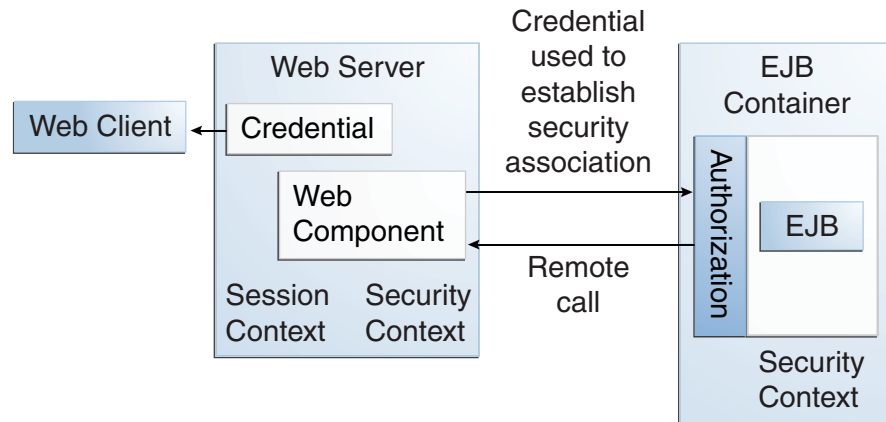 Web Client
Web Server
Credential
Web
Component
Session
Context
Security
Context
Credential
used to
establish
security
association
Remote
call
EJB
Container
Authorization
EJB
Security
Context